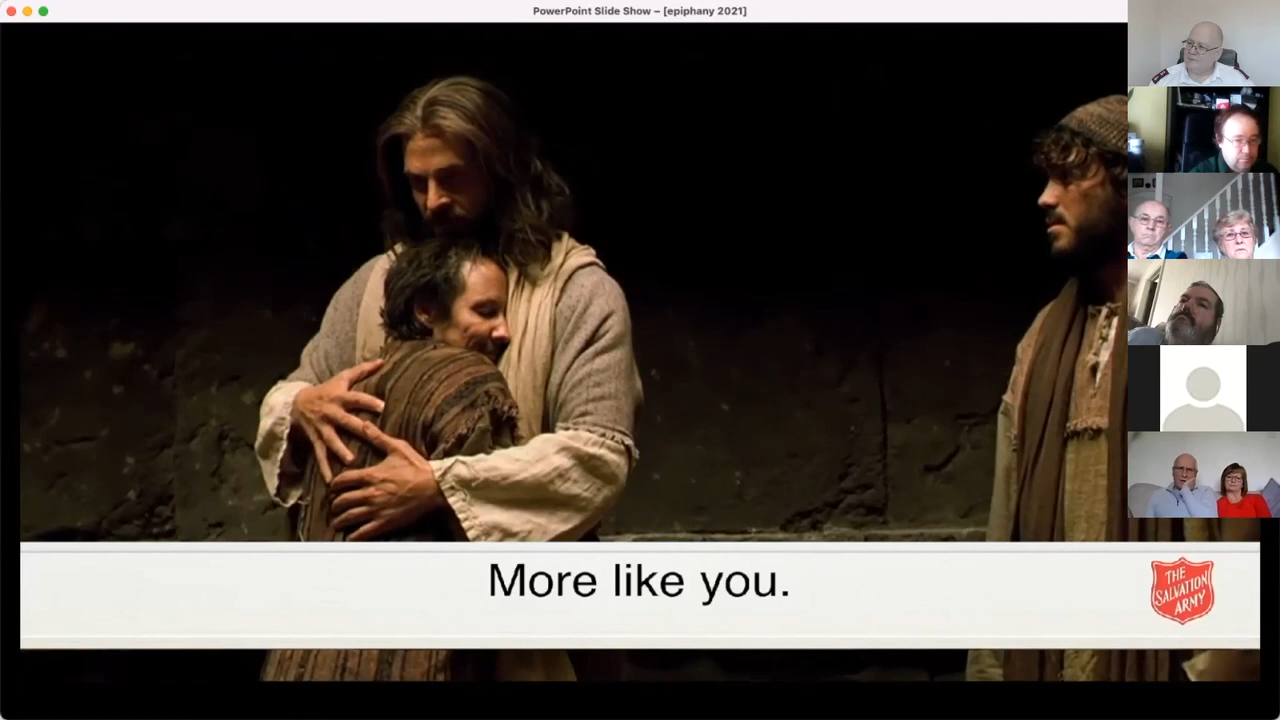 PowerPoint Slide Show – [epiphany 2021]
More like you.
THE
SALVATION
ARMY